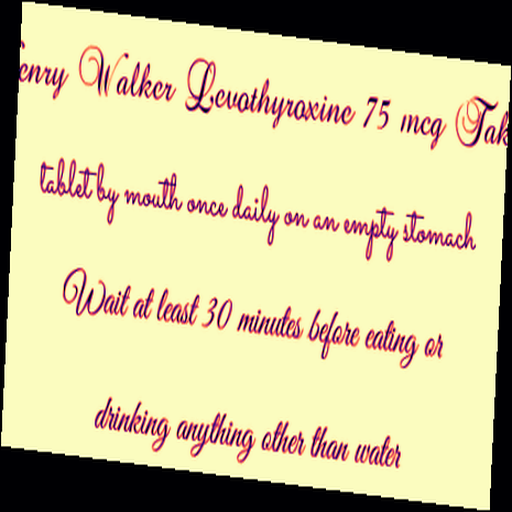 enry Walker Levothyroxine 75 mcg Tak
tablet by mouth once daily on an empty stomach
Wait at least 30 minutes before eating or
drinking anything other than water